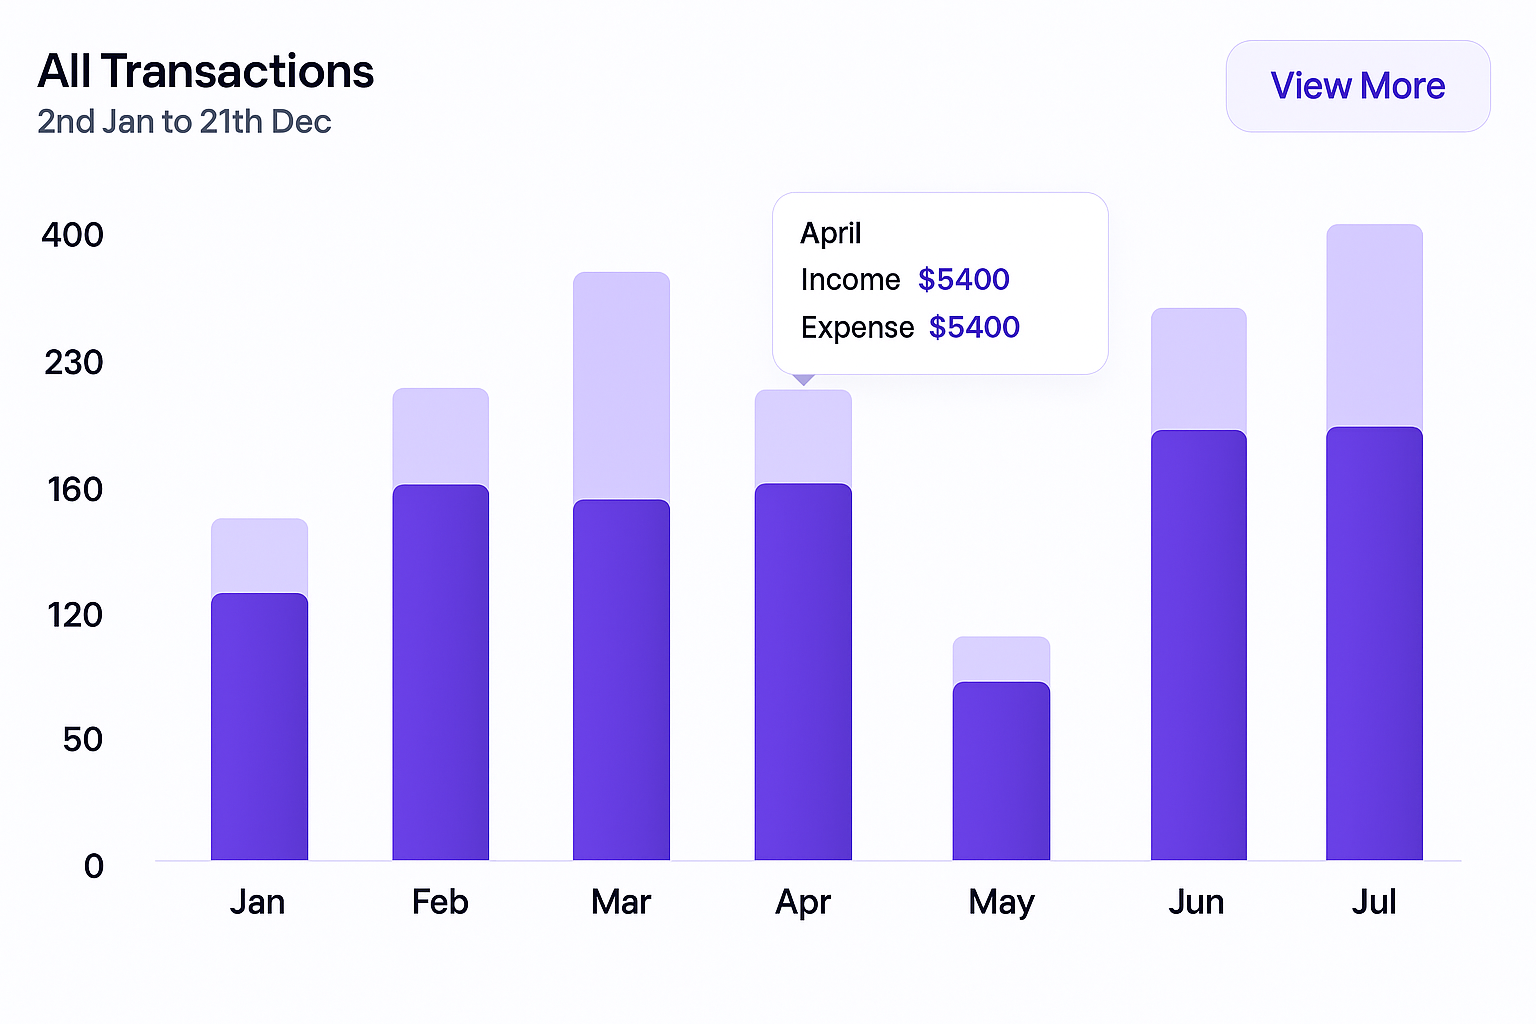 All Transactions
2nd Jan to 21th Dec
View More
400
230
160
120
50
0
April
Income $5400
Expense $5400
Jan Feb Mar Apr May Jun Jul